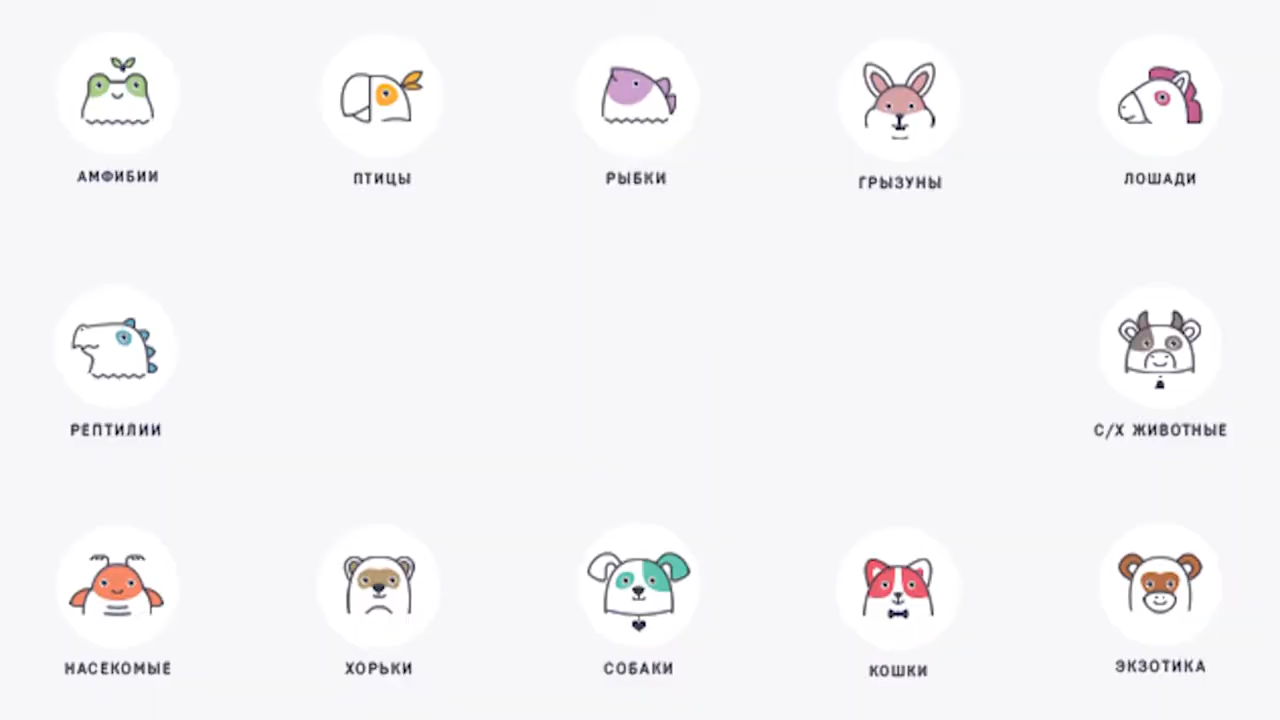 АМФИБИИ
ПТИЦЫ
РЫБКИ
ГРЫЗУНЫ
ЛОШАДИ
РЕПТИЛИИ
С/Х ЖИВОТНЫЕ
НАСЕКОМЫЕ
ХОРЬКИ
СОБАКИ
КОШКИ
ЭКЗОТИКА